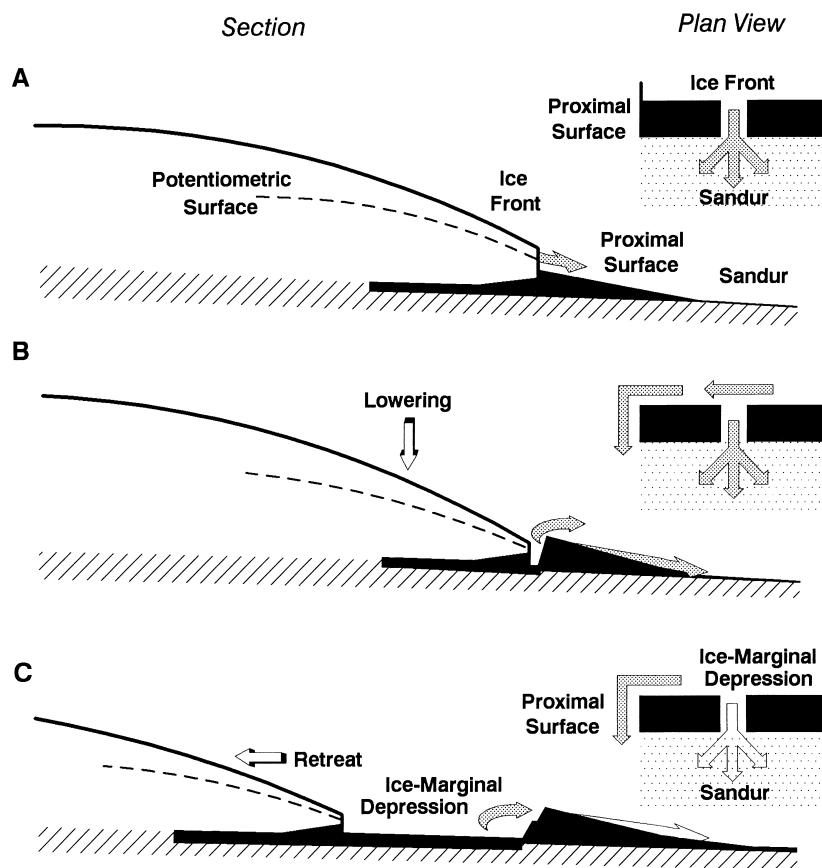 Section
Plan View
A
Ice Front
Proximal
Surface
Sandur
Potentiometric
Surface
Ice
Front
Proximal
Surface
Sandur
B
Lowering
C
Ice-Marginal
Depression
Proximal
Surface
Sandur
Retreat
Ice-Marginal
Depression